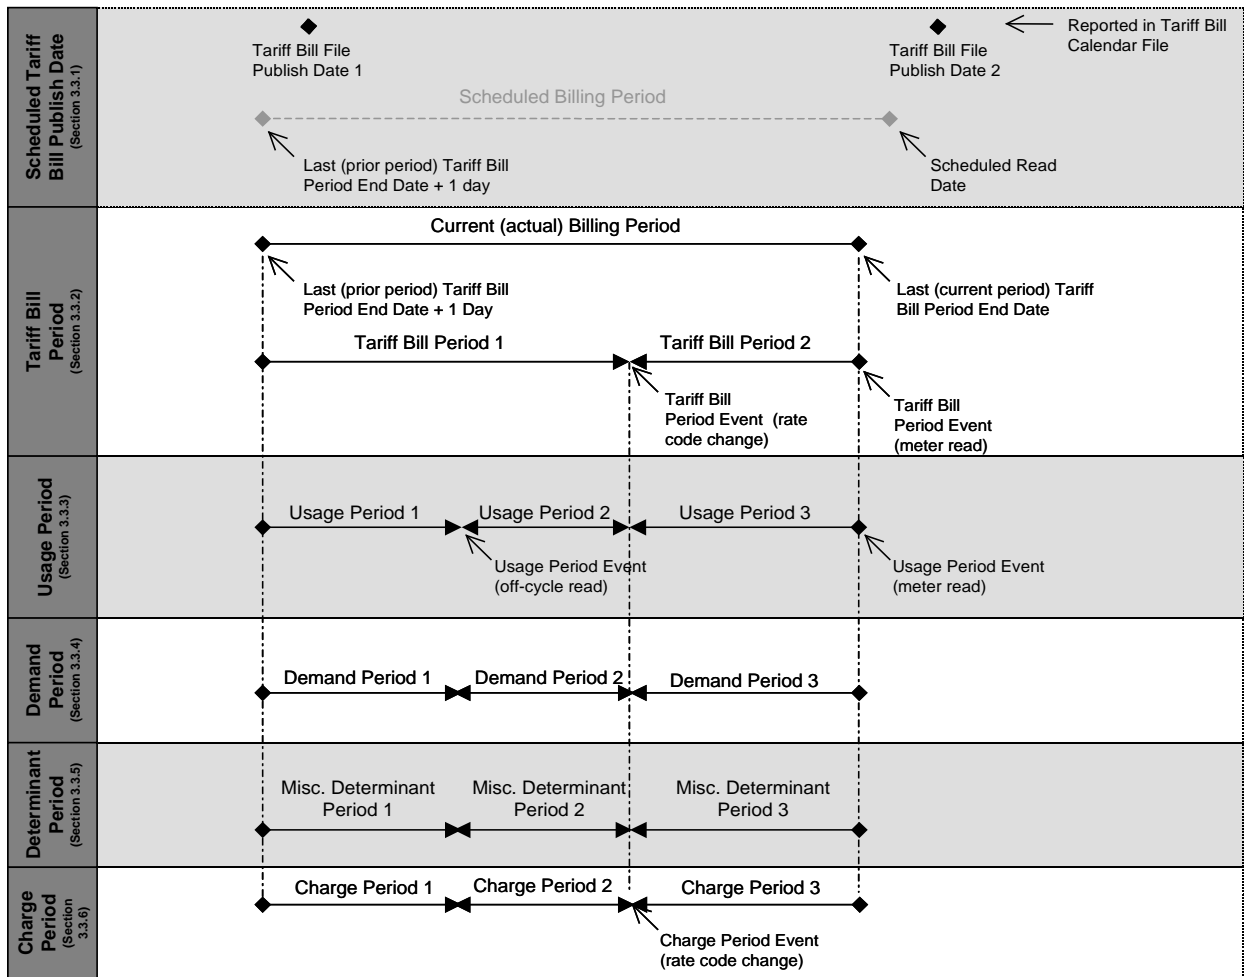 Scheduled Tariff
Bill Publish Date
(Section 3.3.1)
Tariff Bill File
Publish Date 1
Tariff Bill File
Publish Date 2
Reported in Tariff Bill
Calendar File
Scheduled Billing Period
Last (prior period) Tariff Bill
Period End Date + 1 day
Scheduled Read
Date
Tariff Bill
Period
(Section 3.3.2)
Current (actual) Billing Period
Last (prior period) Tariff Bill
Period End Date + 1 Day
Last (current period) Tariff
Bill Period End Date
Tariff Bill Period 1
Tariff Bill Period 2
Tariff Bill
Period Event (rate
code change)
Tariff Bill
Period Event
(meter read)
Usage Period
(Section 3.3.3)
Usage Period 1
Usage Period 2
Usage Period 3
Usage Period Event
(off-cycle read)
Usage Period Event
(meter read)
Demand
Period
(Section 3.3.4)
Demand Period 1
Demand Period 2
Demand Period 3
Determinant
Period
(Section 3.3.5)
Misc. Determinant
Period 1
Misc. Determinant
Period 2
Misc. Determinant
Period 3
Charge
Period
(Section
3.3.6)
Charge Period 1
Charge Period 2
Charge Period 3
Charge Period Event
(rate code change)